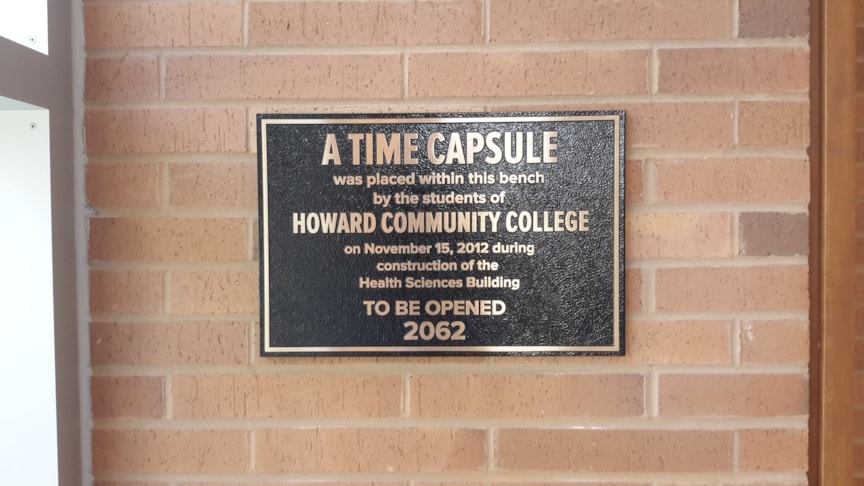 A TIME CAPSULE
was placed within this bench
by the students of
HOWARD COMMUNITY COLLEGE
on November 15, 2012 during
construction of the
Health Sciences Building
TO BE OPENED
2062